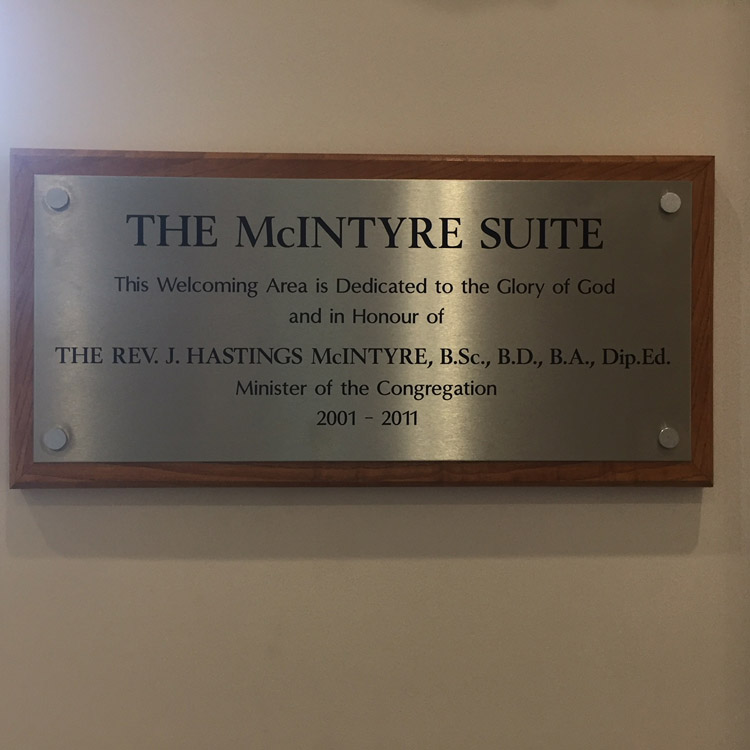 THE McINTYRE SUITE
This Welcoming Area is Dedicated to the Glory of God
and in Honour of
THE REV. J. HASTINGS McINTYRE, B.Sc., B.D., B.A., Dip.Ed.
Minister of the Congregation
2001 - 2011